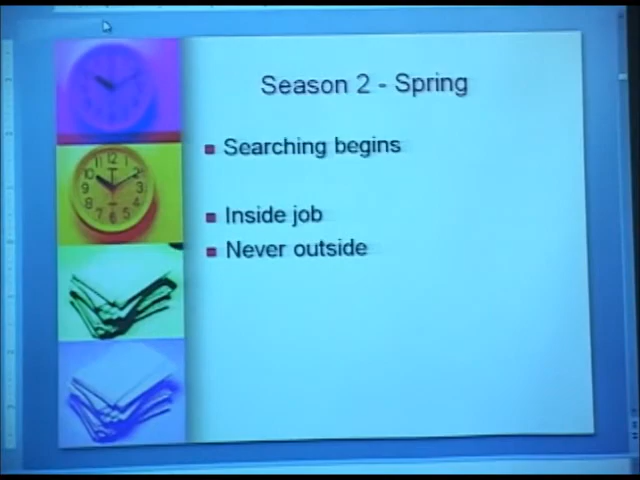 Season 2 - Spring
Searching begins
Inside job
Never outside